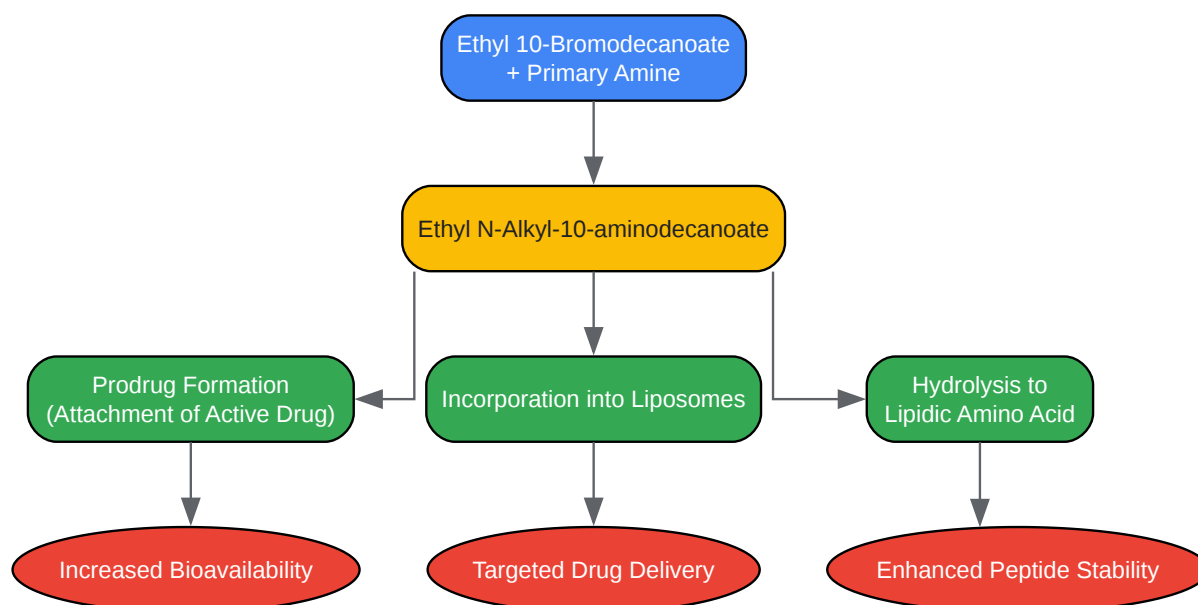 Ethyl 10-Bromodecanoate
+ Primary Amine
Ethyl N-Alkyl-10-aminodecanoate
Prodrug Formation
(Attachment of Active Drug)
Incorporation into Liposomes
Hydrolysis to
Lipidic Amino Acid
Increased Bioavailability
Targeted Drug Delivery
Enhanced Peptide Stability